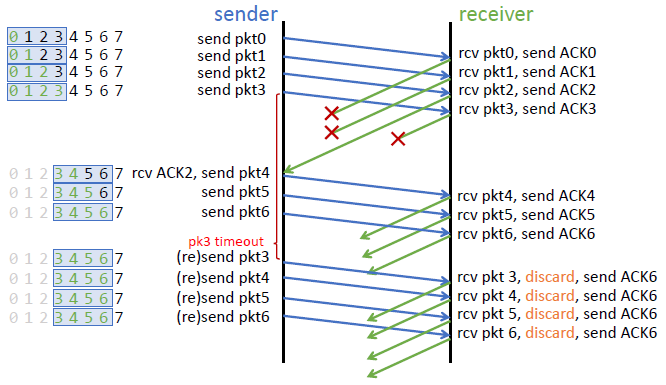 sender receiver
0 1 2 3 4 5 6 7 send pkt0 rcv pkt0, send ACK0
0 1 2 3 4 5 6 7 send pkt1 rcv pkt1, send ACK1
0 1 2 3 4 5 6 7 send pkt2 rcv pkt2, send ACK2
0 1 2 3 4 5 6 7 send pkt3 rcv pkt3, send ACK3
0 1 2 3 4 5 6 7 rcv ACK2, send pkt4 rcv pkt4, send ACK4
0 1 2 3 4 5 6 7 send pkt5 rcv pkt5, send ACK5
0 1 2 3 4 5 6 7 send pkt6 rcv pkt6, send ACK6
pk3 timeout
0 1 2 3 4 5 6 7 (re)send pkt3 rcv pkt 3, discard, send ACK6
0 1 2 3 4 5 6 7 (re)send pkt4 rcv pkt 4, discard, send ACK6
0 1 2 3 4 5 6 7 (re)send pkt5 rcv pkt 5, discard, send ACK6
0 1 2 3 4 5 6 7 (re)send pkt6 rcv pkt 6, discard, send ACK6